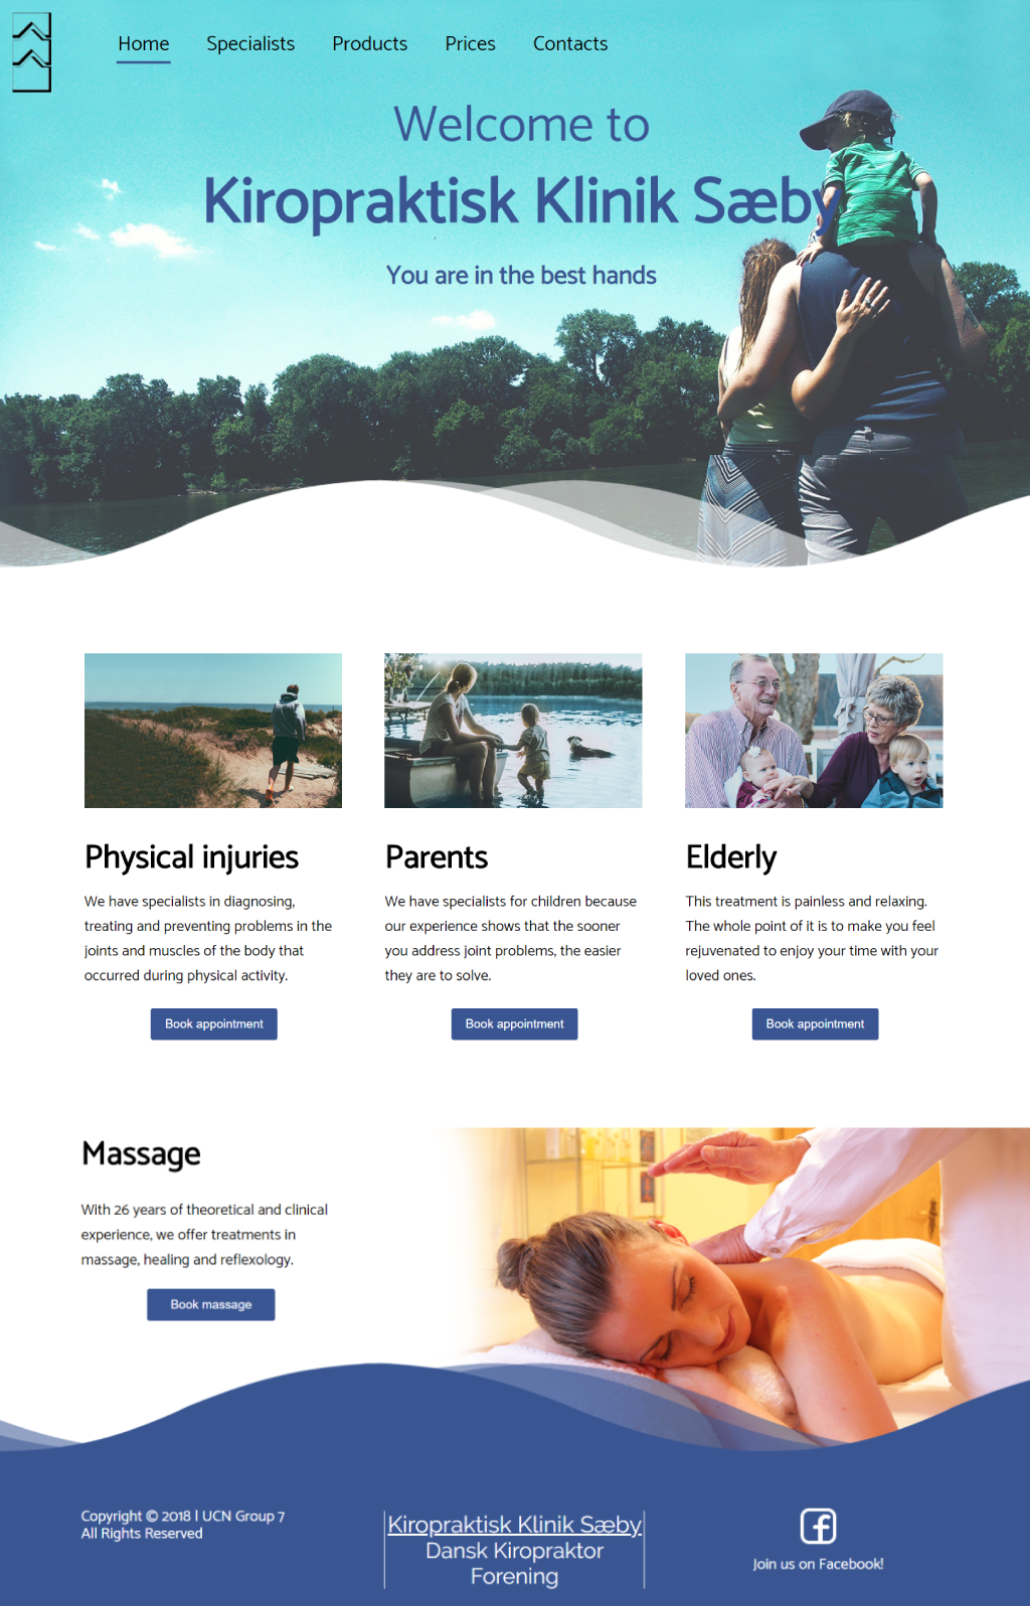 Home Specialists Products Prices Contacts
Welcome to
Kiropraktisk Klinik Sæby
You are in the best hands
Physical injuries
We have specialists in diagnosing,
treating and preventing problems in the
joints and muscles of the body that
occurred during physical activity.
Book appointment
Parents
We have specialists for children because
our experience shows that the sooner
you address joint problems, the easier
they are to solve.
Book appointment
Elderly
This treatment is painless and relaxing.
The whole point of it is to make you feel
rejuvenated to enjoy your time with your
loved ones.
Book appointment
Massage
With 26 years of theoretical and clinical
experience, we offer treatments in
massage, healing and reflexology.
Book massage
Copyright © 2018 | UCN Group 7
All Rights Reserved
Kiropraktisk Klinik Sæby
Dansk Kiropraktor
Forening
Join us on Facebook!